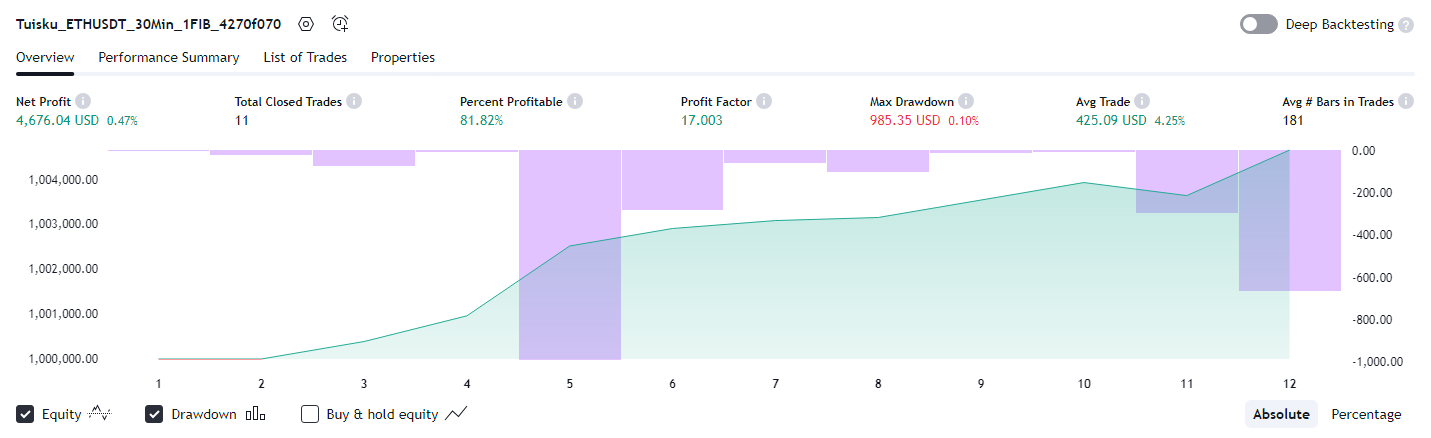 Tuisku_ETHUSDT_30Min_1FIB_4270f070
Deep Backtesting ?
Overview Performance Summary List of Trades Properties
Net Profit Total Closed Trades Percent Profitable Profit Factor Max Drawdown Avg Trade Avg # Bars in Trades
4,676.04 USD 0.47% 11 81.82% 17.003 985.35 USD 0.10% 425.09 USD 4.25% 181
0.00
1,004,000.00
-200.00
1,003,000.00
-400.00
1,002,000.00
-600.00
1,001,000.00
-800.00
1,000,000.00
-1,000.00
1 2 3 4 5 6 7 8 9 10 11 12
Equity Drawdown Buy & hold equity Absolute Percentage